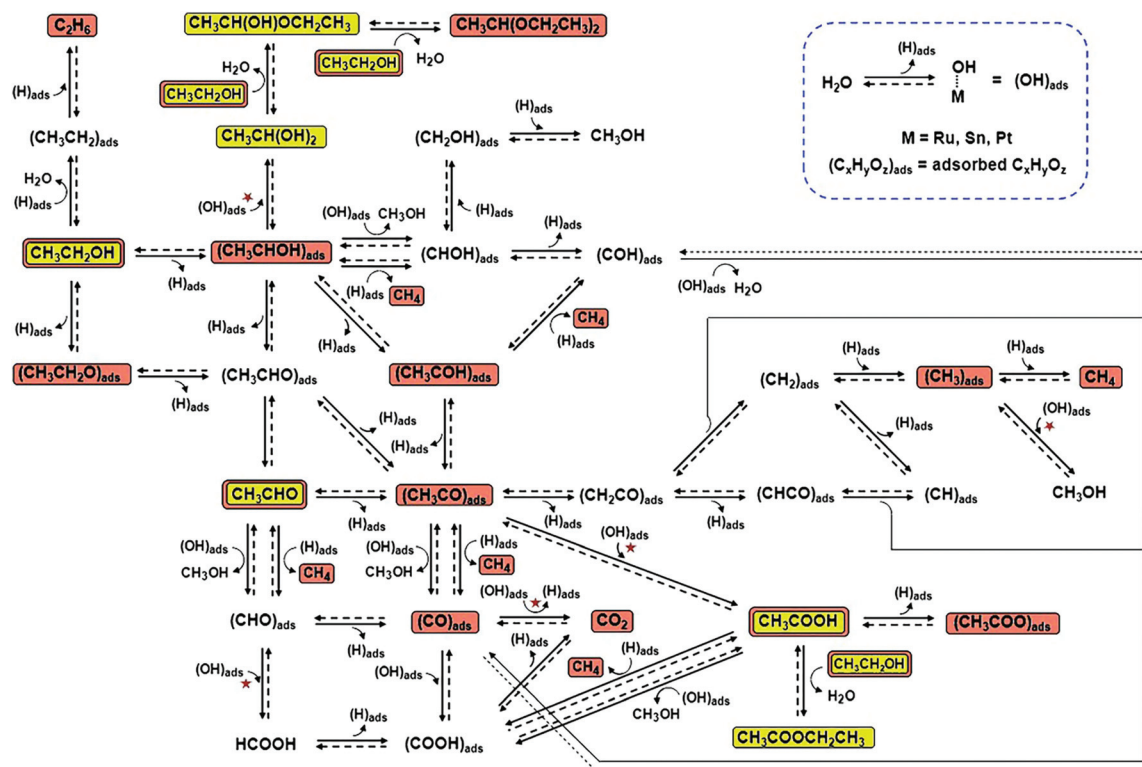 C₂H₆
CH₃CH(OH)OCH₂CH₃
CH₃CH(OCH₂CH₃)₂
CH₃CH₂OH
H₂O
H₂O
CH₃CH₂OH
(H)ads
(CH₃CH₂)ads
CH₃CH(OH)₂
(CH₂OH)ads
(H)ads
CH₃OH
H₂O
(H)ads
(OH)ads
(OH)ads
CH₃OH
(H)ads
CH₃CH₂OH
(H)ads
(CH₃CHOH)ads
(H)ads
CH₄
(CHOH)ads
(H)ads
(COH)ads
(OH)ads
H₂O
(H)ads
(H)ads
(H)ads
CH₄
(H)ads
(CH₃CH₂O)ads
(H)ads
(CH₃CHO)ads
(CH₃COH)ads
(CH₂)ads
(H)ads
(CH₃)ads
(H)ads
CH₄
(H)ads
(H)ads
(H)ads
(OH)ads
CH₃CHO
(H)ads
(CH₃CO)ads
(H)ads
(CH₂CO)ads
(H)ads
(CHCO)ads
(CH)ads
CH₃OH
(OH)ads
CH₃OH
(H)ads
CH₄
(OH)ads
CH₃OH
(H)ads
CH₄
(OH)ads
(OH)ads
(H)ads
(CHO)ads
(H)ads
(CO)ads
CO₂
CH₃COOH
(H)ads
(CH₃COO)ads
(OH)ads
(OH)ads
(H)ads
CH₄
(H)ads
CH₃OH
(OH)ads
CH₃CH₂OH
H₂O
HCOOH
(H)ads
(COOH)ads
CH₃COOCH₂CH₃
H₂O
(H)ads
OH
M
= (OH)ads
M = Ru, Sn, Pt
(CxHyOz)ads = adsorbed CxHyOz